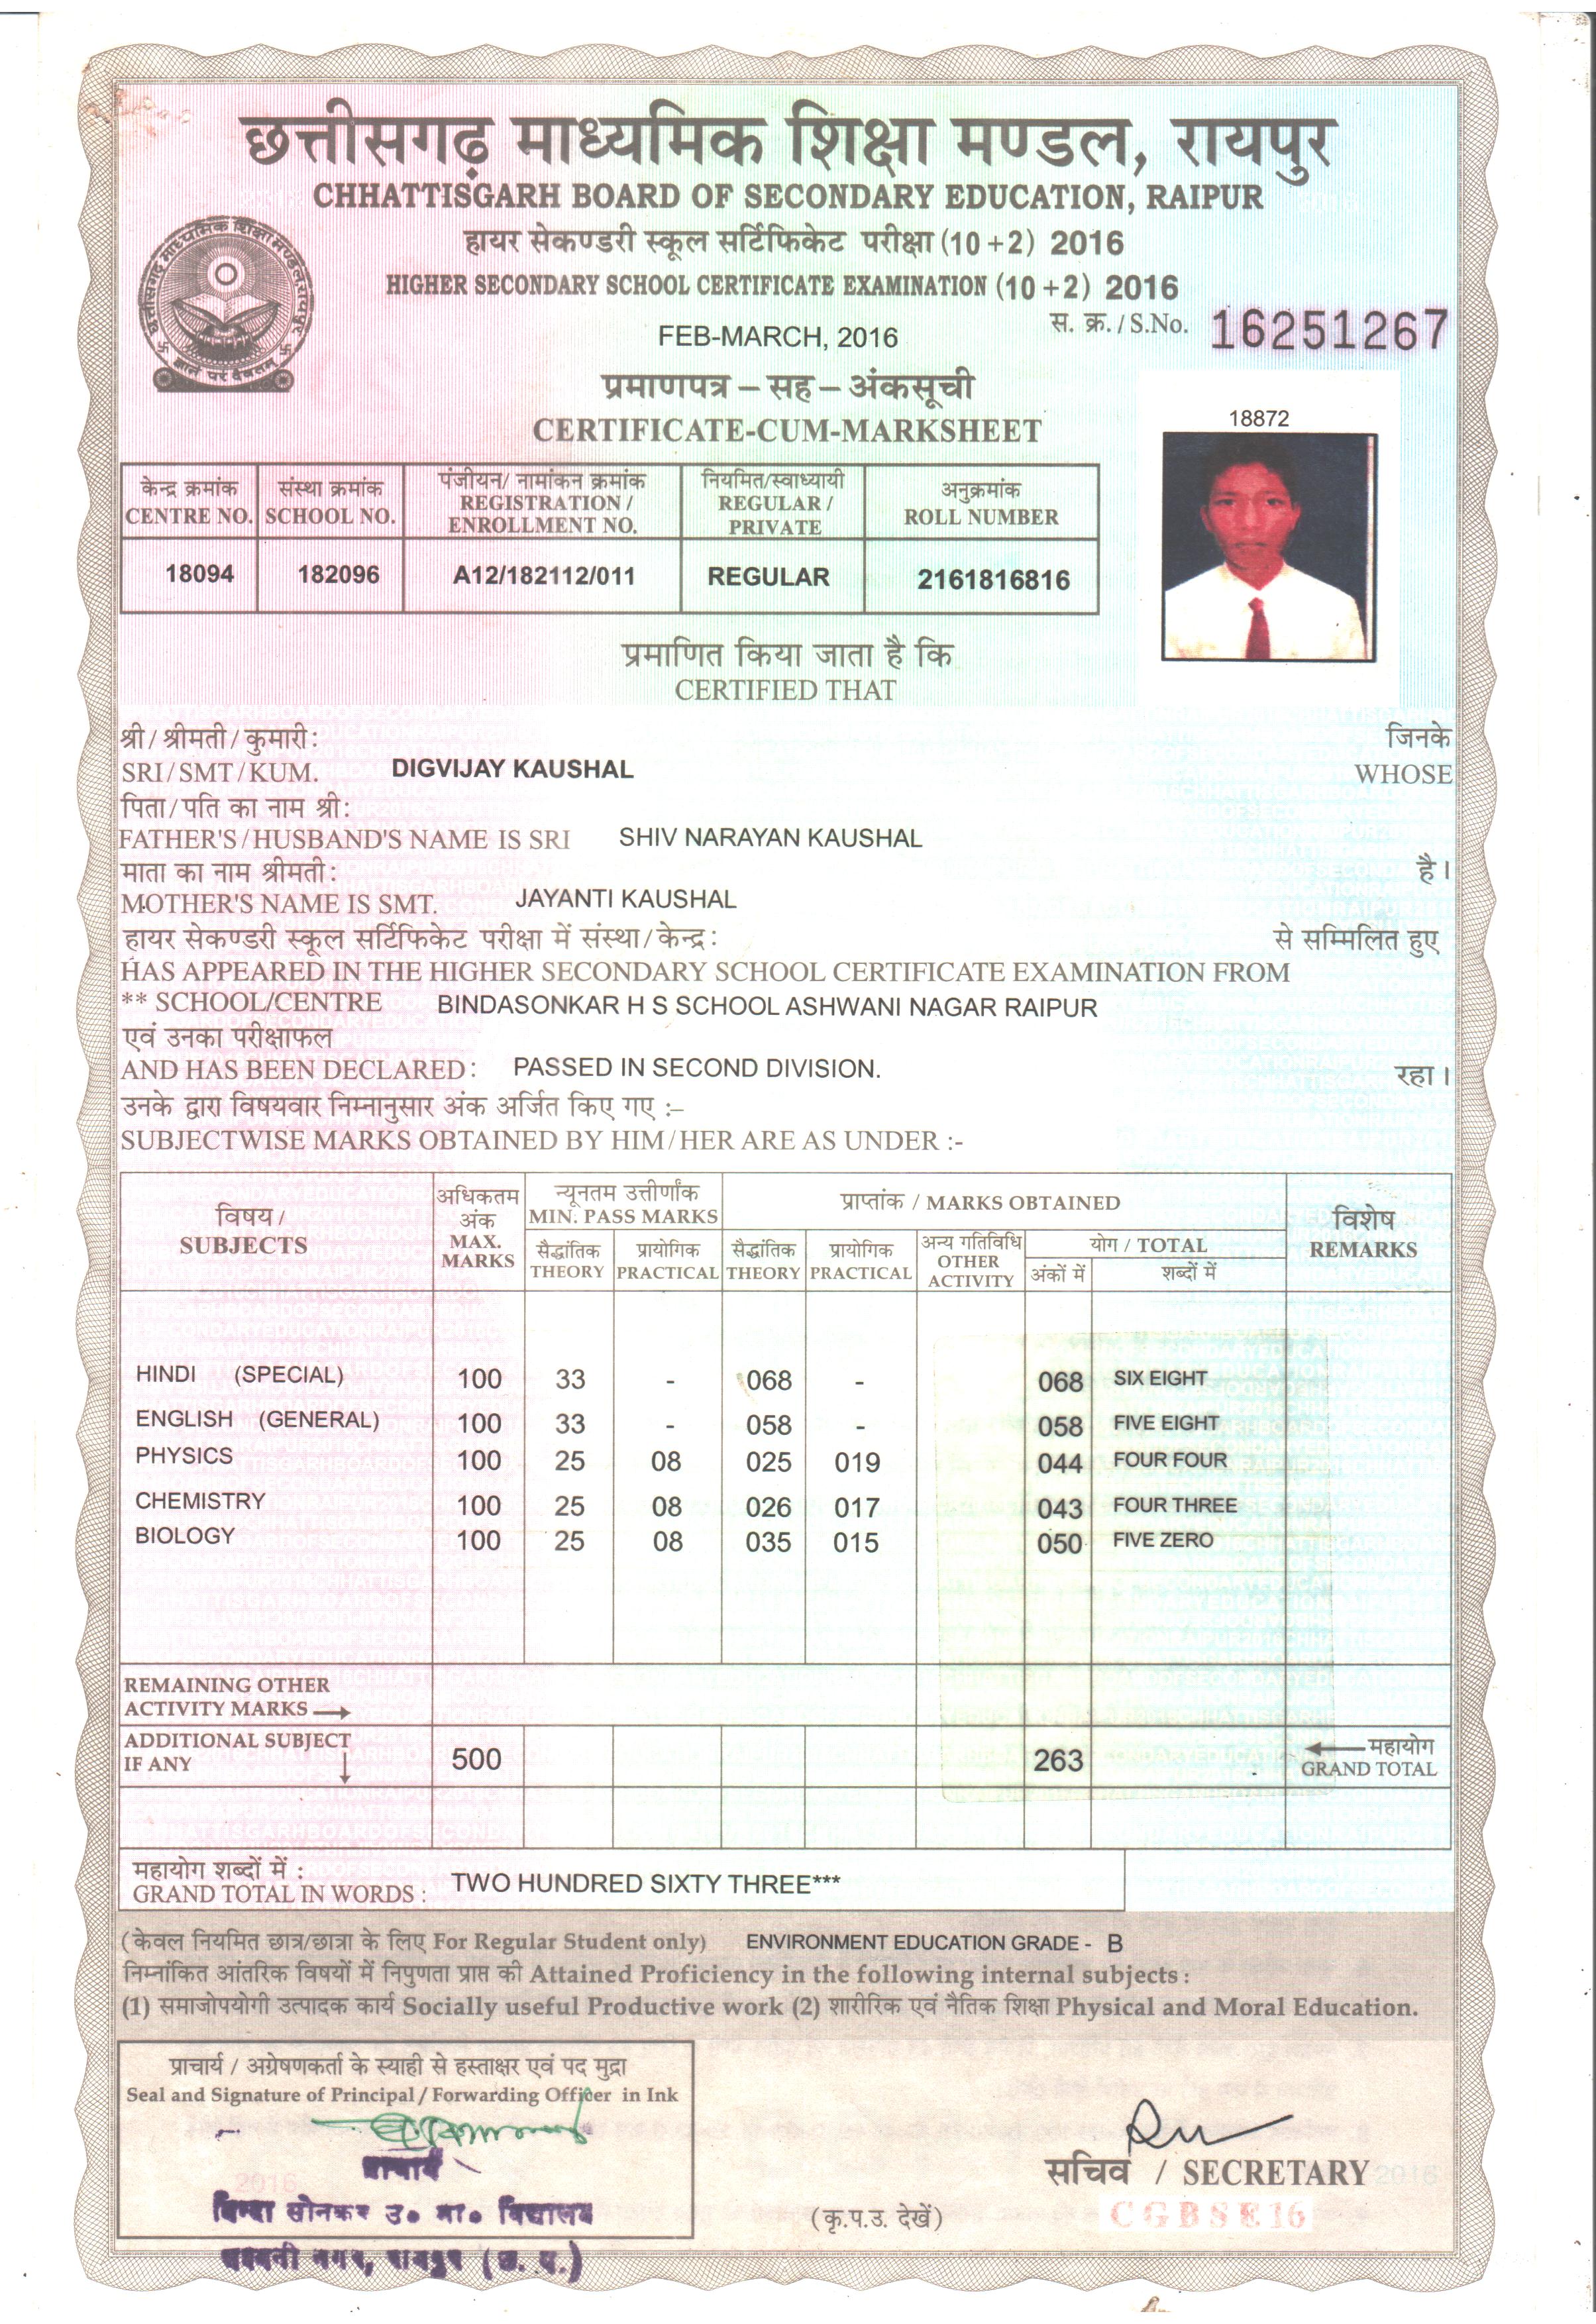 छत्तीसगढ़ माध्यमिक शिक्षा मण्डल, रायपुर
CHHATTISGARH BOARD OF SECONDARY EDUCATION, RAIPUR
हायर सेकण्डरी स्कूल सर्टिफिकेट परीक्षा (10+2) 2016
HIGHER SECONDARY SCHOOL CERTIFICATE EXAMINATION (10+2) 2016
स. क्र. / S.No. 16251267
FEB-MARCH, 2016
प्रमाणपत्र – सह – अंकसूची
CERTIFICATE-CUM-MARKSHEET
18872
केन्द्र क्रमांक संस्था क्रमांक पंजीयन/ नामांकन क्रमांक नियमित/स्वाध्यायी अनुक्रमांक
CENTRE NO. SCHOOL NO. REGISTRATION / ENROLLMENT NO. REGULAR / PRIVATE ROLL NUMBER
18094 182096 A12/182112/011 REGULAR 2161816816
प्रमाणित किया जाता है कि
CERTIFIED THAT
श्री / श्रीमती / कुमारी : जिनके
SRI/SMT/KUM. DIGVIJAY KAUSHAL WHOSE
पिता/पति का नाम श्री:
FATHER'S/HUSBAND'S NAME IS SRI SHIV NARAYAN KAUSHAL
माता का नाम श्रीमती: है।
MOTHER'S NAME IS SMT. JAYANTI KAUSHAL
हायर सेकण्डरी स्कूल सर्टिफिकेट परीक्षा में संस्था/केन्द्र : से सम्मिलित हुए
HAS APPEARED IN THE HIGHER SECONDARY SCHOOL CERTIFICATE EXAMINATION FROM
** SCHOOL/CENTRE BINDASONKAR H S SCHOOL ASHWANI NAGAR RAIPUR
एवं उनका परीक्षाफल
AND HAS BEEN DECLARED : PASSED IN SECOND DIVISION. रहा।
उनके द्वारा विषयवार निम्नानुसार अंक अर्जित किए गए :–
SUBJECTWISE MARKS OBTAINED BY HIM/HER ARE AS UNDER :-
विषय / SUBJECTS अधिकतम अंक MAX. MARKS न्यूनतम उत्तीर्णांक MIN. PASS MARKS प्राप्तांक / MARKS OBTAINED विशेष REMARKS
सैद्धांतिक THEORY प्रायोगिक PRACTICAL सैद्धांतिक THEORY प्रायोगिक PRACTICAL अन्य गतिविधि OTHER ACTIVITY योग / TOTAL
अंकों में शब्दों में
HINDI (SPECIAL) 100 33 - 068 - 068 SIX EIGHT
ENGLISH (GENERAL) 100 33 - 058 - 058 FIVE EIGHT
PHYSICS 100 25 08 025 019 044 FOUR FOUR
CHEMISTRY 100 25 08 026 017 043 FOUR THREE
BIOLOGY 100 25 08 035 015 050 FIVE ZERO
REMAINING OTHER
ACTIVITY MARKS
ADDITIONAL SUBJECT महायोग
IF ANY 500 263 GRAND TOTAL
महायोग शब्दों में :
GRAND TOTAL IN WORDS : TWO HUNDRED SIXTY THREE***
(केवल नियमित छात्र/छात्रा के लिए For Regular Student only) ENVIRONMENT EDUCATION GRADE - B
निम्नांकित आंतरिक विषयों में निपुणता प्राप्त की Attained Proficiency in the following internal subjects :
(1) समाजोपयोगी उत्पादक कार्य Socially useful Productive work (2) शारीरिक एवं नैतिक शिक्षा Physical and Moral Education.
प्राचार्य / अग्रेषणकर्ता के स्याही से हस्ताक्षर एवं पद मुद्रा
Seal and Signature of Principal / Forwarding Officer in Ink
प्राचार्य
बिन्दा सोनकर उ० मा० विद्यालय
नगर, रायपुर
सचिव / SECRETARY
2016
2016
(कृ.प.उ. देखें)
CGBSE16